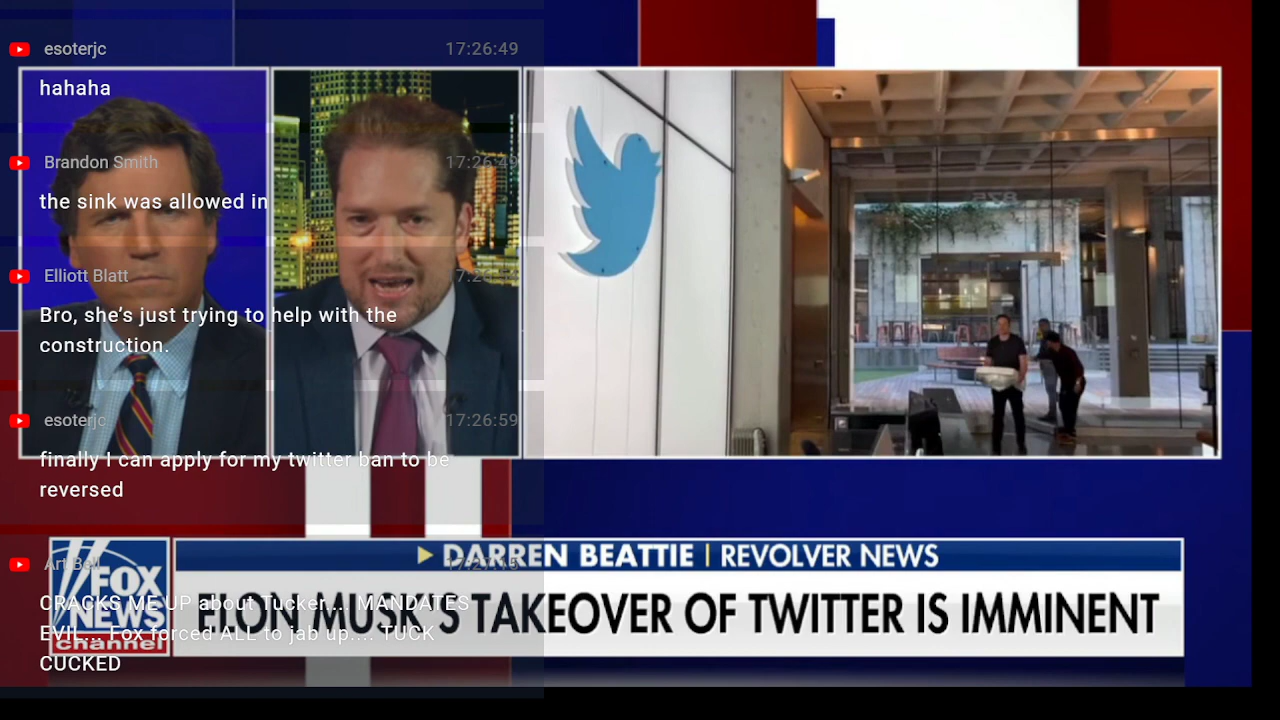 esoterjc 17:26:49
hahaha
Brandon Smith 17:26:49
the sink was allowed in
Elliott Blatt
Bro, she's just trying to help with the
construction.
esoterjc 17:26:59
finally I can apply for my twitter ban to be
reversed
Art Bell
CRACKS ME UP about Tucker.... MANDATES
EVIL... Fox forced ALL to jab up.... TUCK
CUCKED
DARREN BEATTIE | REVOLVER NEWS
FOX
NEWS
channel
ELON MUSK'S TAKEOVER OF TWITTER IS IMMINENT